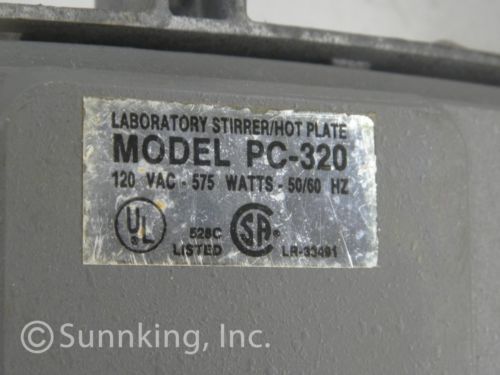 LABORATORY STIRRER/HOT PLATE
MODEL PC-320
120 VAC - 575 WATTS - 50/60 HZ
UL ® 528C LISTED
SA ® LR-33491
© Sunnking, Inc.